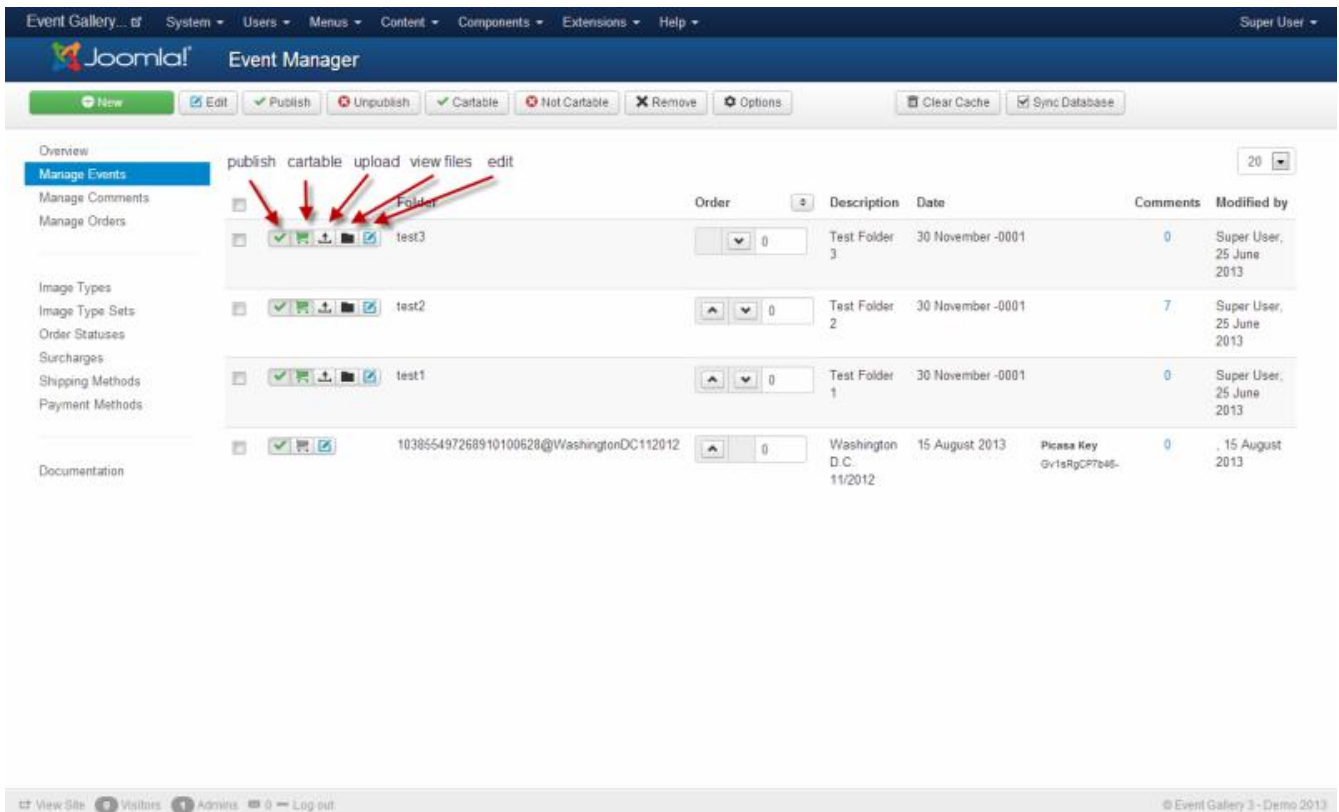 Event Gallery... System Users Menus Content Components Extensions Help Super User
Joomla! Event Manager
New Edit Publish Unpublish Cartable Not Cartable Remove Options Clear Cache Sync Database
Overview
Manage Events
Manage Comments
Manage Orders
Image Types
Image Type Sets
Order Statuses
Surcharges
Shipping Methods
Payment Methods
Documentation
publish cartable upload view files edit
20
Folder Order Description Date Comments Modified by
test3 0 Test Folder 30 November -0001 0 Super User,
3 25 June
2013
test2 0 Test Folder 30 November -0001 7 Super User,
2 25 June
2013
test1 0 Test Folder 30 November -0001 0 Super User,
1 25 June
2013
103855497268910100628@WashingtonDC112012 0 Washington 15 August 2013 Picasa Key 0 , 15 August
D.C. Gv1sRgCP7b46- 2013
11/2012
View Site 0 Visitors 1 Admins 0 Log out © Event Gallery 3 - Demo 2013